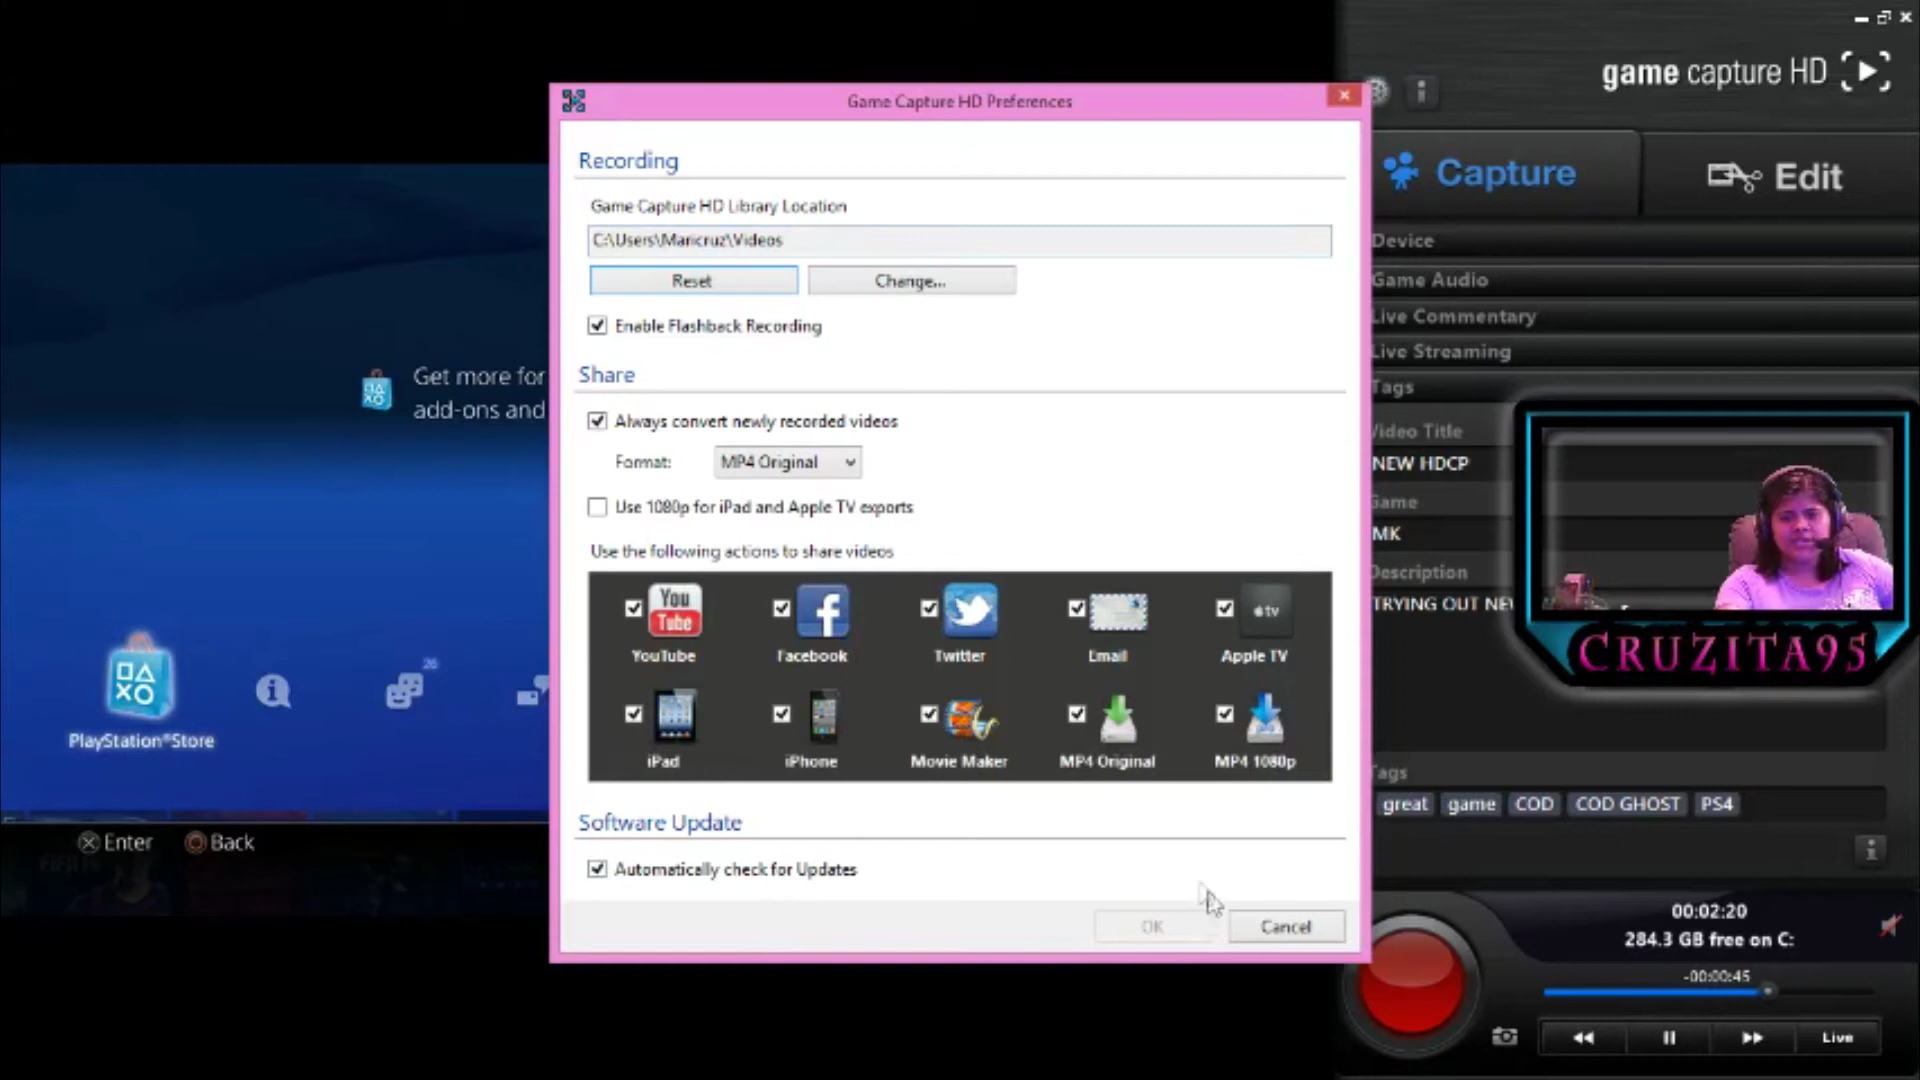 game capture HD
Game Capture HD Preferences
Recording
Game Capture HD Library Location
C:\Users\Maricruz\Videos
Reset
Change...
Enable Flashback Recording
Share
Always convert newly recorded videos
Format:
MP4 Original
Use 1080p for iPad and Apple TV exports
Use the following actions to share videos
You
Tube
f
tv
YouTube
Facebook
Twitter
Email
Apple TV
iPad
iPhone
Movie Maker
MP4 Original
MP4 1080p
Software Update
Automatically check for Updates
OK
Cancel
Get more for
add-ons and
26
PlayStation®Store
Enter
Back
Capture
Edit
Device
Game Audio
Live Commentary
Live Streaming
Tags
Video Title
NEW HDCP
Game
MK
Description
TRYING OUT NEW
CRUZITA95
Tags
great
game
COD
COD GHOST
PS4
00:02:20
284.3 GB free on C:
-00:00:45
Live